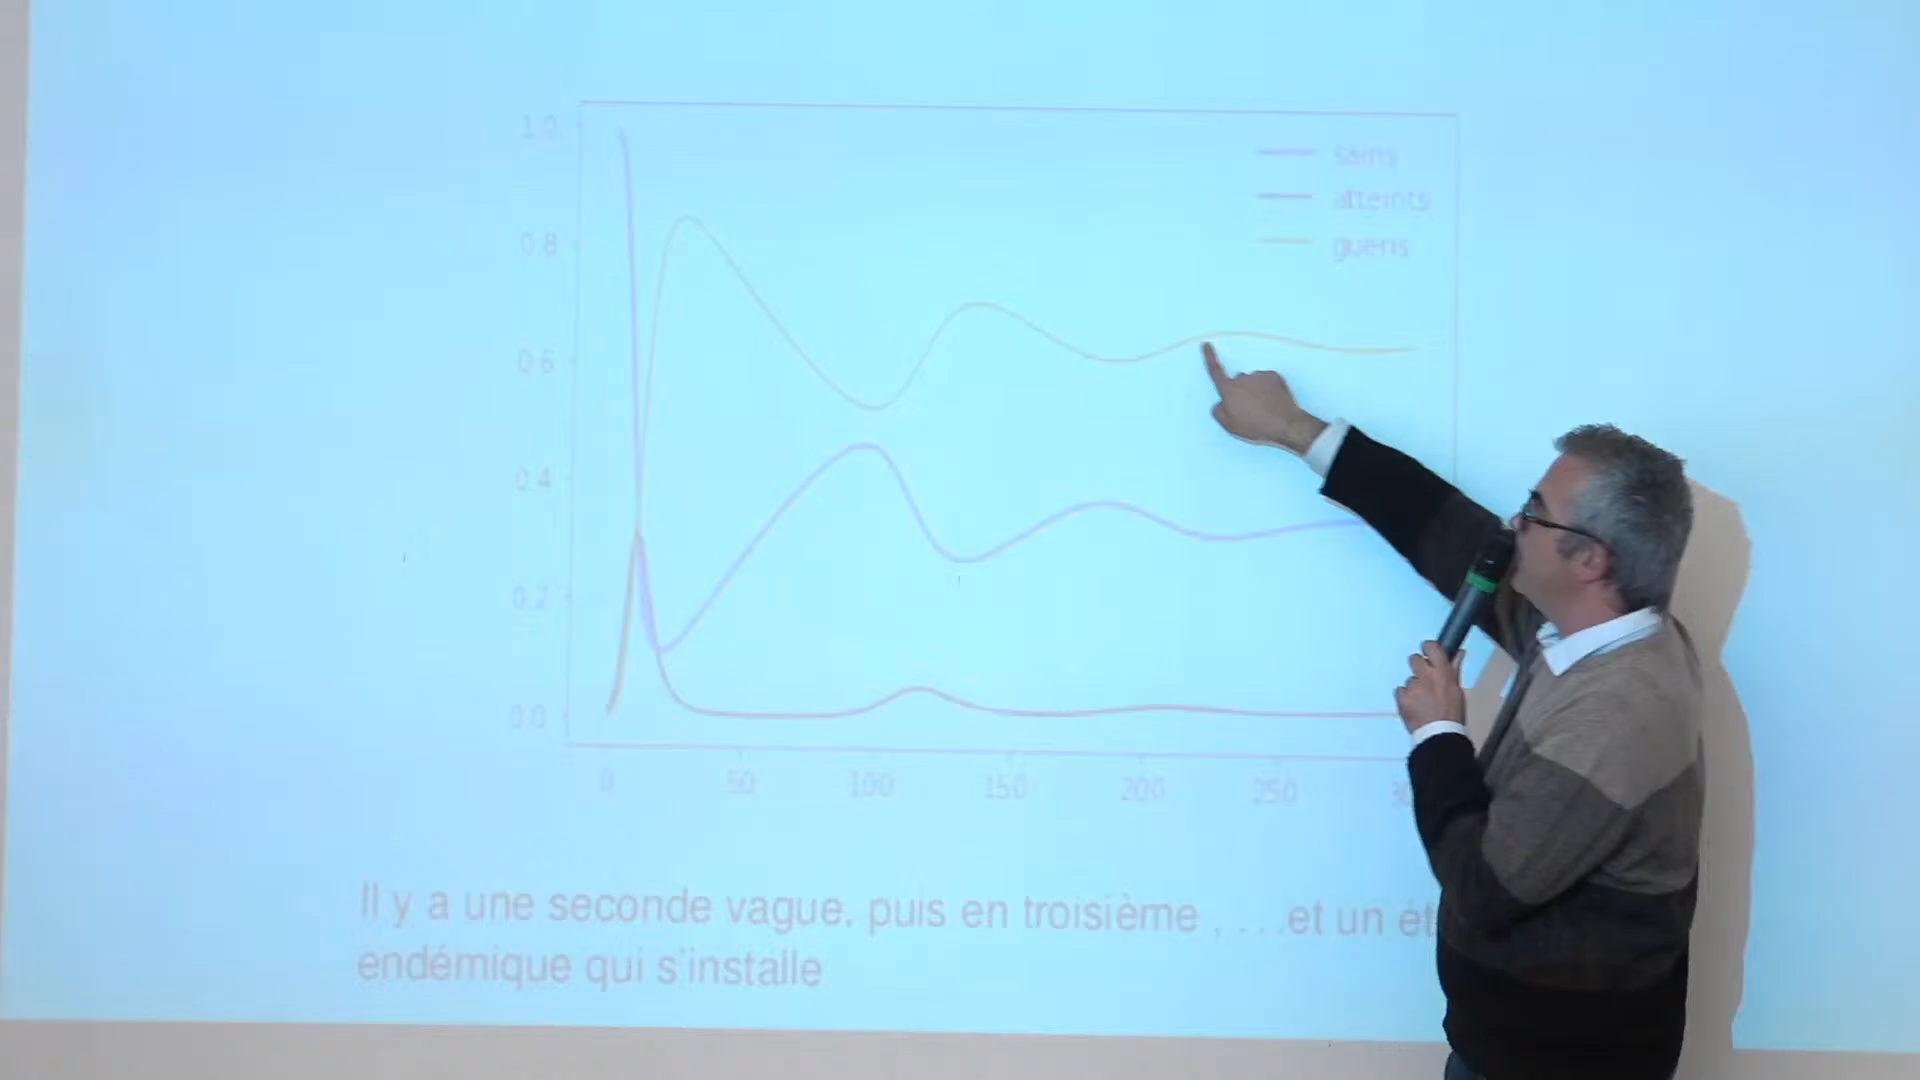 1.0
sains
atteints
0.8
guéris
0.6
0.4
0.2
0.0
0 50 100 150 200 250
Il y a une seconde vague, puis en troisième , ...et un
endémique qui s'installe